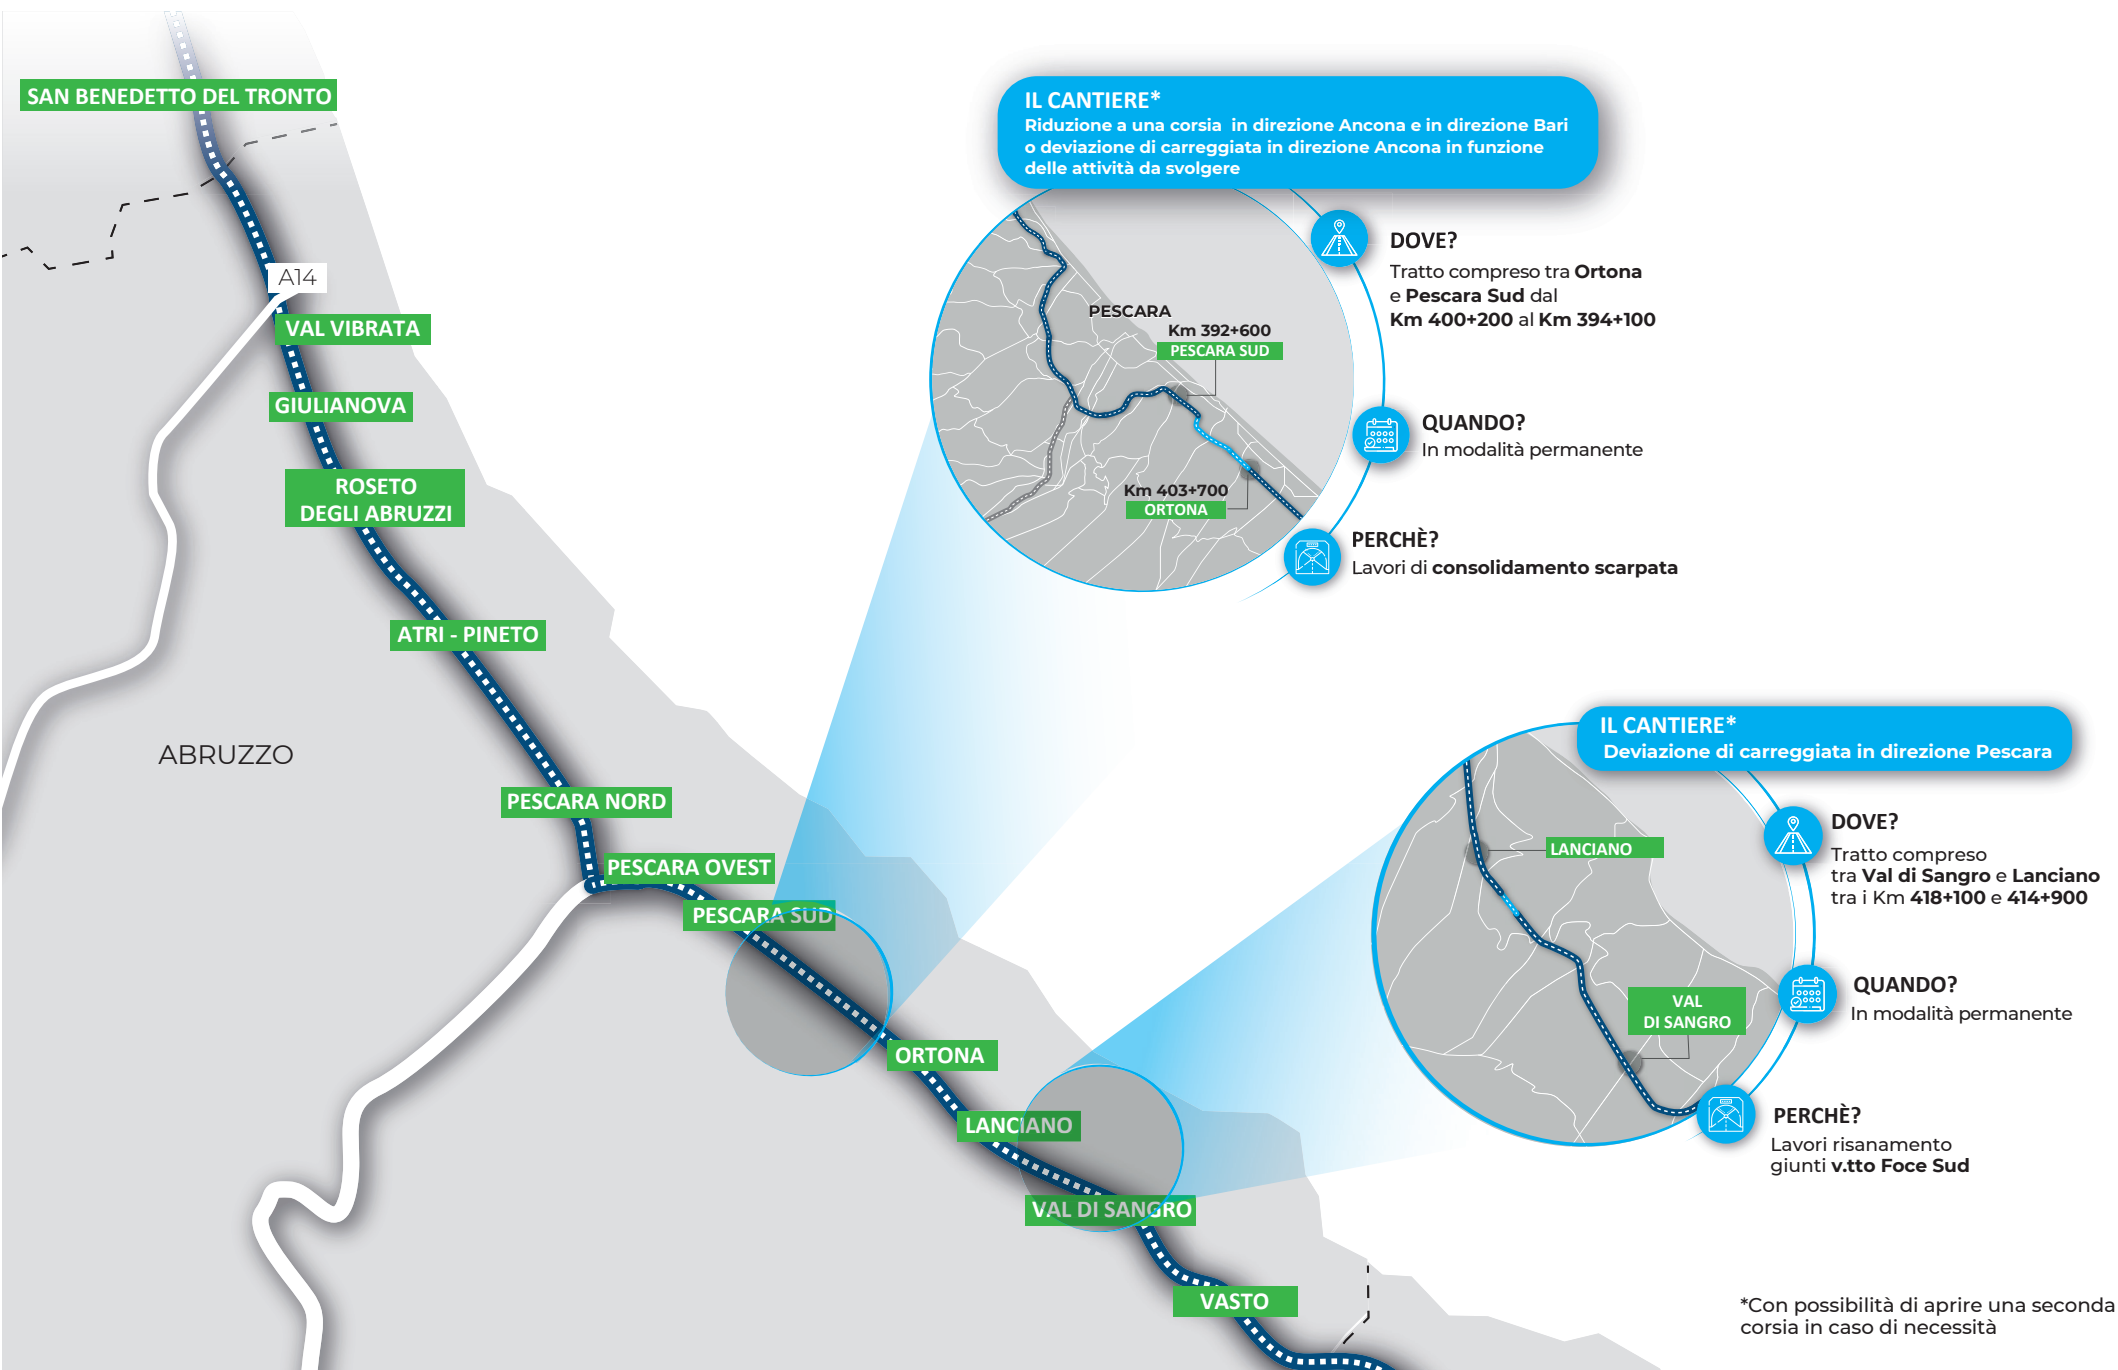 SAN BENEDETTO DEL TRONTO
A14
VAL VIBRATA
GIULIANOVA
ROSETO
DEGLI ABRUZZI
ATRI - PINETO
ABRUZZO
PESCARA NORD
PESCARA OVEST
PESCARA SUD
ORTONA
LANCIANO
VAL DI SANGRO
VASTO
IL CANTIERE*
Riduzione a una corsia in direzione Ancona e in direzione Bari
o deviazione di carreggiata in direzione Ancona in funzione
delle attività da svolgere
PESCARA
Km 392+600
PESCARA SUD
Km 403+700
ORTONA
DOVE?
Tratto compreso tra Ortona
e Pescara Sud dal
Km 400+200 al Km 394+100
QUANDO?
In modalità permanente
PERCHÈ?
Lavori di consolidamento scarpata
IL CANTIERE*
Deviazione di carreggiata in direzione Pescara
LANCIANO
VAL
DI SANGRO
DOVE?
Tratto compreso
tra Val di Sangro e Lanciano
tra i Km 418+100 e 414+900
QUANDO?
In modalità permanente
PERCHÈ?
Lavori risanamento
giunti v.tto Foce Sud
*Con possibilità di aprire una seconda
corsia in caso di necessità